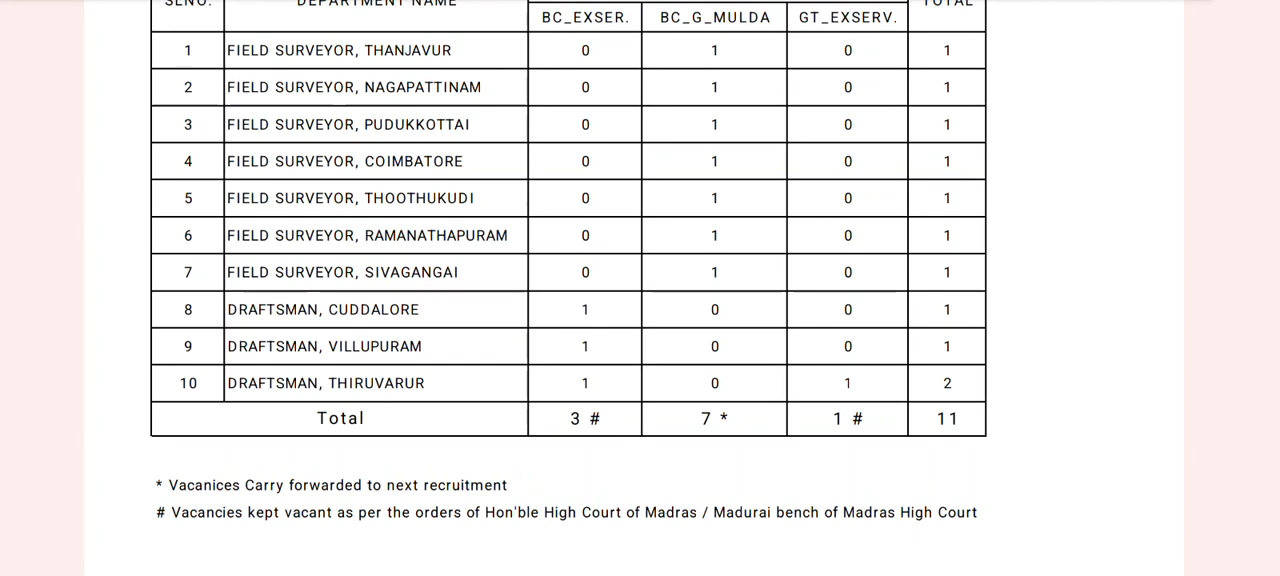 SLNO. DEPARTMENT NAME TOTAL
BC_EXSER. BC_G_MULDA GT_EXSERV.
1 FIELD SURVEYOR, THANJAVUR 0 1 0 1
2 FIELD SURVEYOR, NAGAPATTINAM 0 1 0 1
3 FIELD SURVEYOR, PUDUKKOTTAI 0 1 0 1
4 FIELD SURVEYOR, COIMBATORE 0 1 0 1
5 FIELD SURVEYOR, THOOTHUKUDI 0 1 0 1
6 FIELD SURVEYOR, RAMANATHAPURAM 0 1 0 1
7 FIELD SURVEYOR, SIVAGANGAI 0 1 0 1
8 DRAFTSMAN, CUDDALORE 1 0 0 1
9 DRAFTSMAN, VILLUPURAM 1 0 0 1
10 DRAFTSMAN, THIRUVARUR 1 0 1 2
Total 3 # 7 * 1 # 11
* Vacanices Carry forwarded to next recruitment
# Vacancies kept vacant as per the orders of Hon'ble High Court of Madras / Madurai bench of Madras High Court